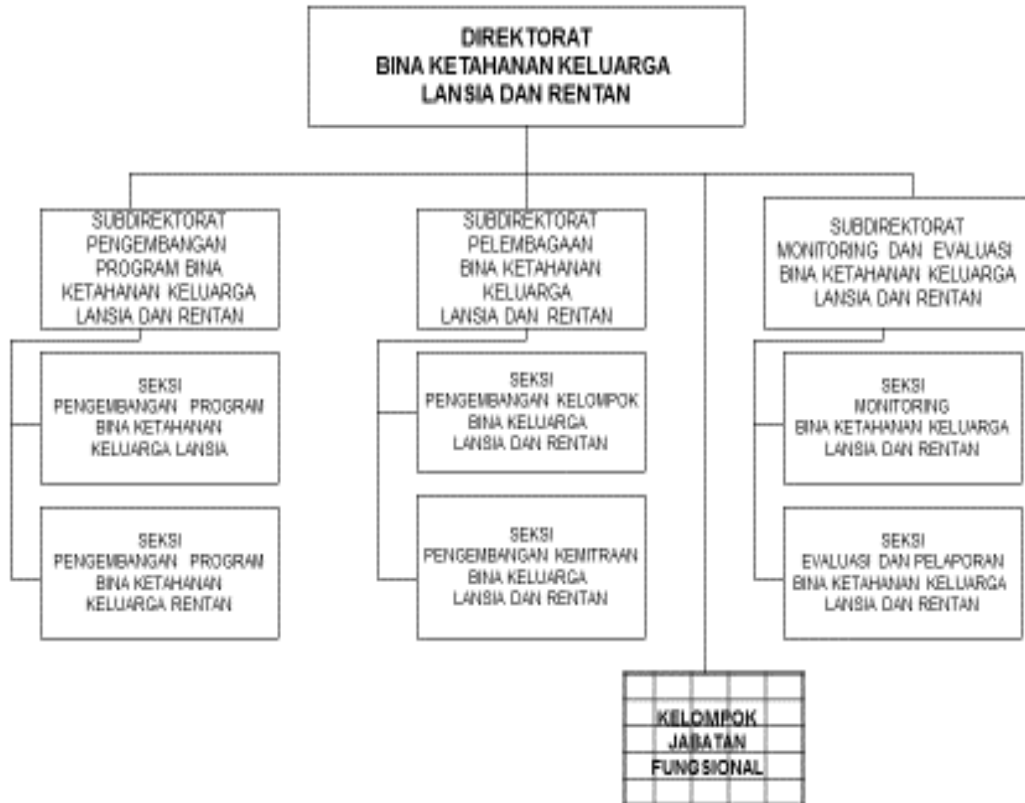 DIREKTORAT
BINA KETAHANAN KELUARGA
LANSIA DAN RENTAN
SUBDIREKTORAT
PENGEMBANGAN
PROGRAM BINA
KETAHANAN KELUARGA
LANSIA DAN RENTAN
SEKSI
PENGEMBANGAN PROGRAM
BINA KETAHANAN
KELUARGA LANSIA
SEKSI
PENGEMBANGAN PROGRAM
BINA KETAHANAN
KELUARGA RENTAN
SUBDIREKTORAT
PELEMBAGAAN
BINA KETAHANAN
KELUARGA
LANSIA DAN RENTAN
SEKSI
PENGEMBANGAN KELOMPOK
BINA KELUARGA
LANSIA DAN RENTAN
SEKSI
PENGEMBANGAN KEMITRAAN
BINA KELUARGA
LANSIA DAN RENTAN
SUBDIREKTORAT
MONITORING DAN EVALUASI
BINA KETAHANAN KELUARGA
LANSIA DAN RENTAN
SEKSI
MONITORING
BINA KETAHANAN KELUARGA
LANSIA DAN RENTAN
SEKSI
EVALUASI DAN PELAPORAN
BINA KETAHANAN KELUARGA
LANSIA DAN RENTAN
KELOMPOK
JABATAN
FUNGSIONAL